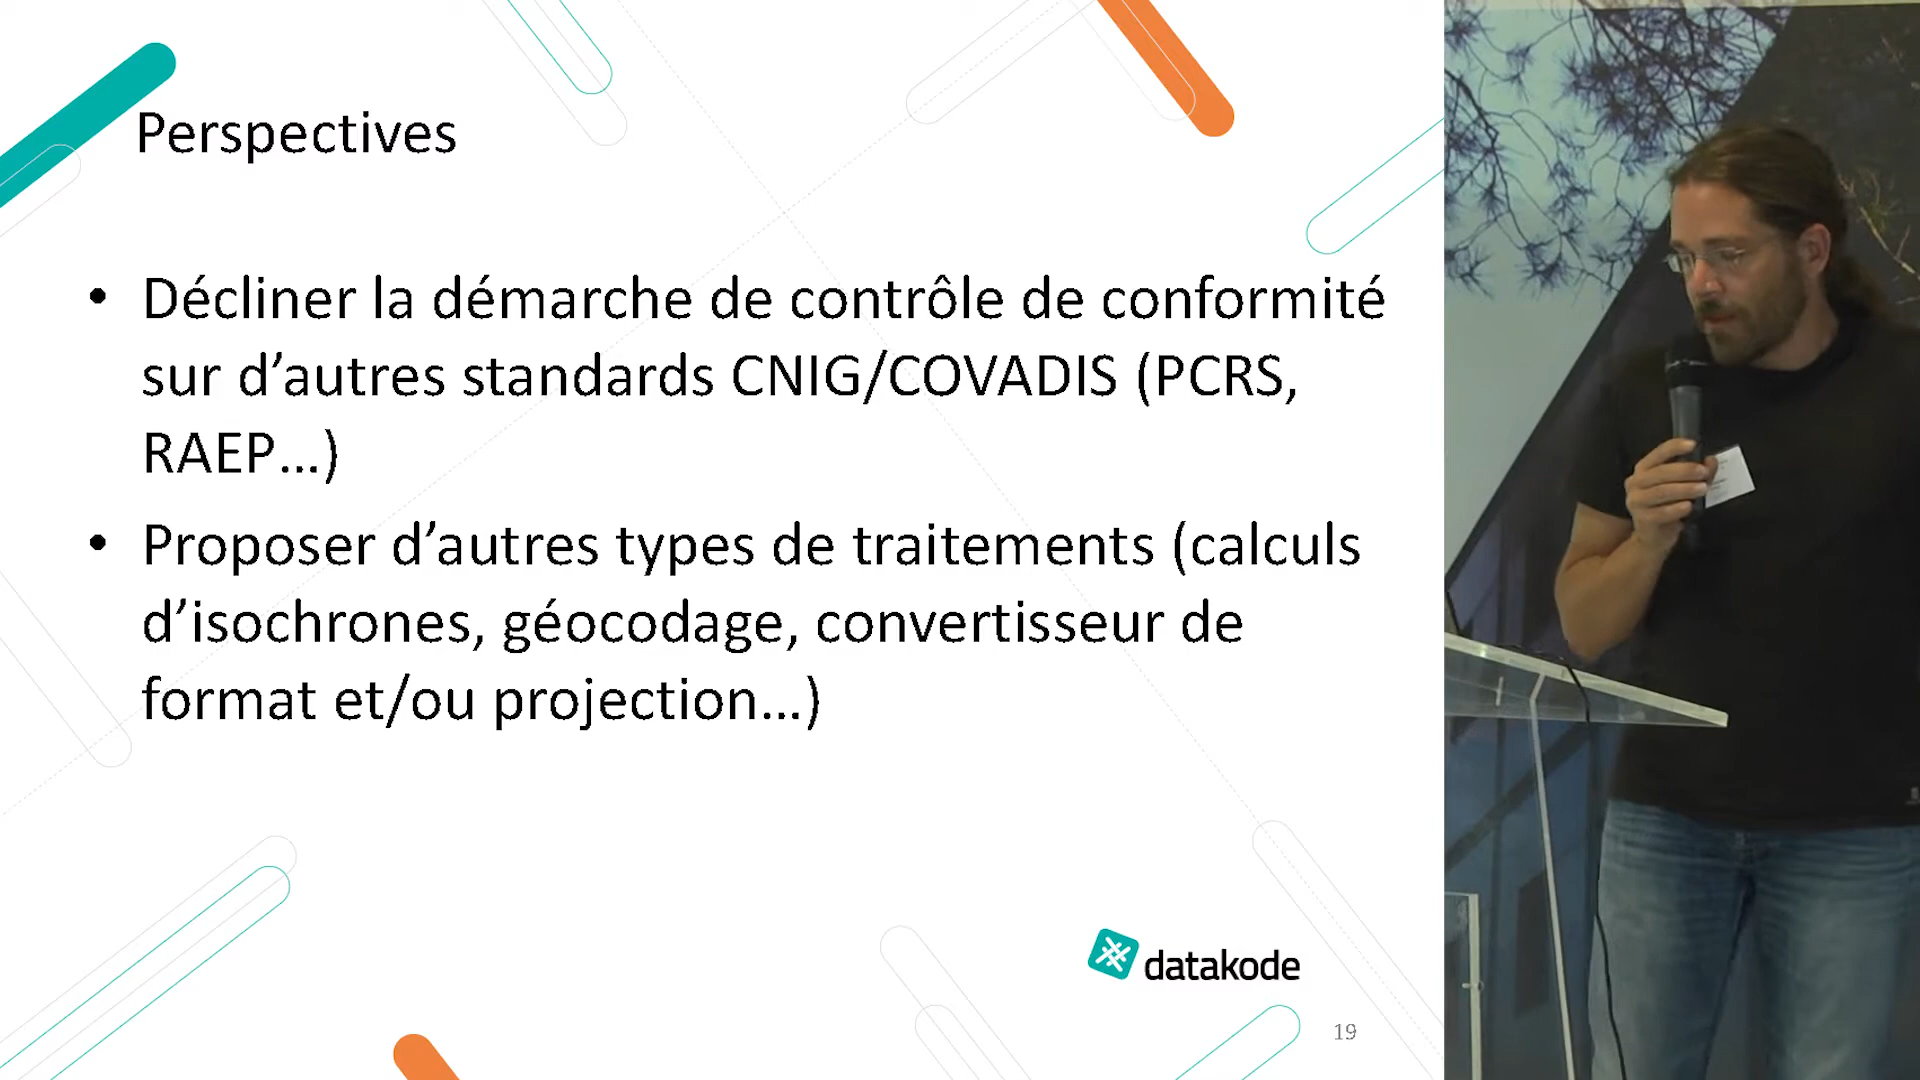 Perspectives
• Décliner la démarche de contrôle de conformité
sur d’autres standards CNIG/COVADIS (PCRS,
RAEP…)
• Proposer d’autres types de traitements (calculs
d’isochrones, géocodage, convertisseur de
format et/ou projection…)
datakode
19